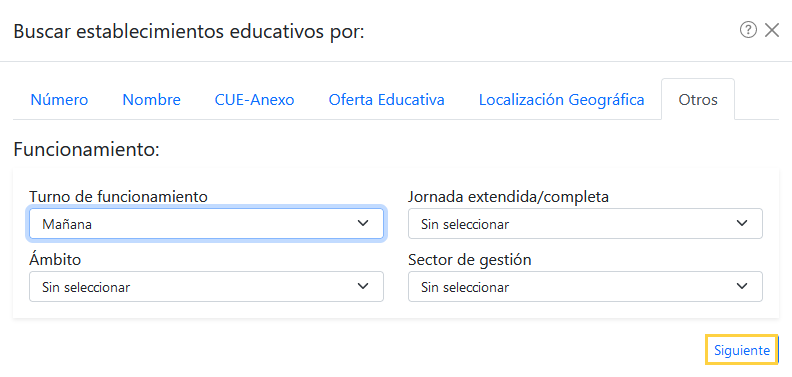 Buscar establecimientos educativos por:
Número Nombre CUE-Anexo Oferta Educativa Localización Geográfica Otros
Funcionamiento:
Turno de funcionamiento Jornada extendida/completa
Mañana Sin seleccionar
Ámbito Sector de gestión
Sin seleccionar Sin seleccionar
Siguiente